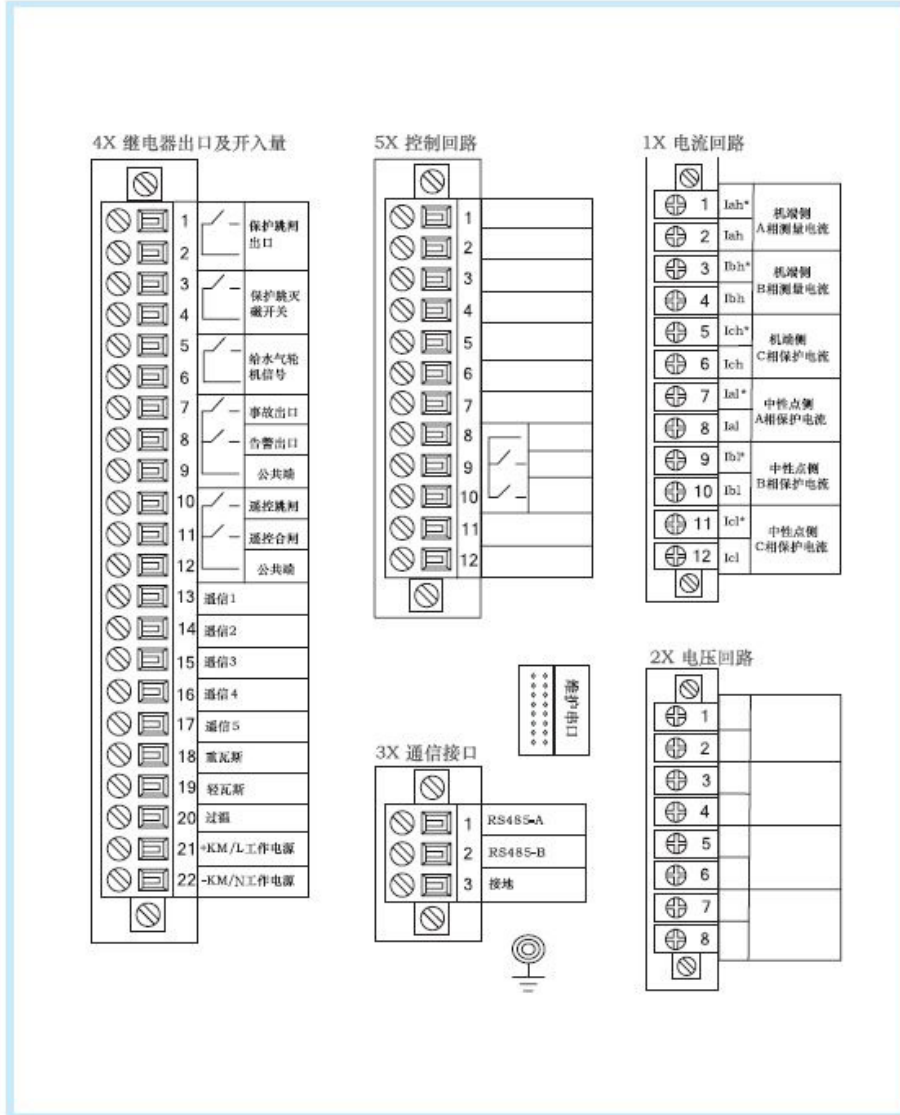 4X 继电器出口及开入量
1
2
保护跳闸
出口
3
4
保护跳灭
磁开关
5
6
给水气轮
机信导
7
事故出口
8
告警出口
9
公共端
10
遥控跳闸
11
遥控合闸
12
公共端
13 遥信1
14 遥信2
15 遥信3
16 遥信4
17 遥信5
18 重瓦斯
19 轻瓦斯
20 过温
21 +KM/L工作电源
22 -KM/N工作电源
5X 控制回路
1
2
3
4
5
6
7
8
9
10
11
12
维护串口
3X 通信接口
1 RS485-A
2 RS485-B
3 接地
1X 电流回路
1 Iah*
2 Iah
机端侧
A相测量电流
3 Ibh*
4 Ibh
机端侧
B相测量电流
5 Ich*
6 Ich
机端侧
C相保护电流
7 Ial*
8 Ial
中性点侧
A相保护电流
9 Ibl*
10 Ibl
中性点侧
B相保护电流
11 Icl*
12 Icl
中性点侧
C相保护电流
2X 电压回路
1
2
3
4
5
6
7
8